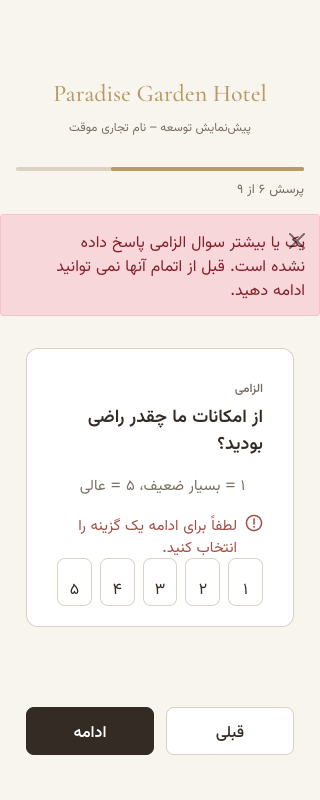 Paradise Garden Hotel
پیش‌نمایش توسعه – نام تجاری موقت
پرسش ۶ از ۹
یک یا بیشتر سوال الزامی پاسخ داده
نشده است. قبل از اتمام آنها نمی توانید
ادامه دهید.
الزامی
از امکانات ما چقدر راضی
بودید؟
۱ = بسیار ضعیف، ۵ = عالی
لطفاً برای ادامه یک گزینه را
انتخاب کنید.
۱ ۲ ۳ ۴ ۵
قبلی
ادامه